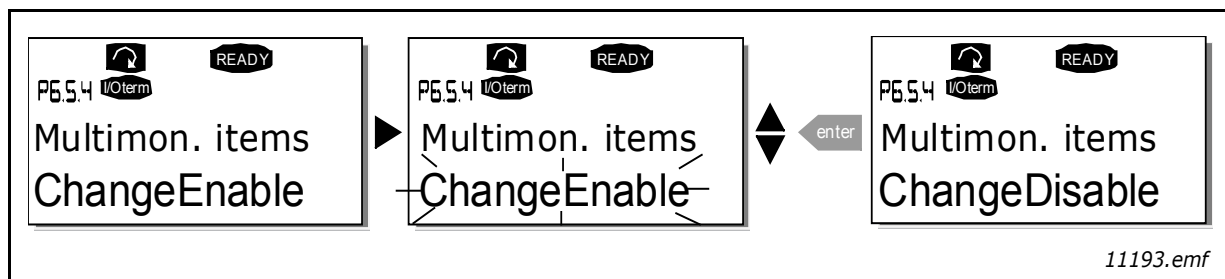 READY
P6.5.4 I/Oterm
Multimon. items
ChangeEnable
READY
P6.5.4 I/Oterm
Multimon. items
ChangeEnable
enter
READY
P6.5.4 I/Oterm
Multimon. items
ChangeDisable
11193.emf